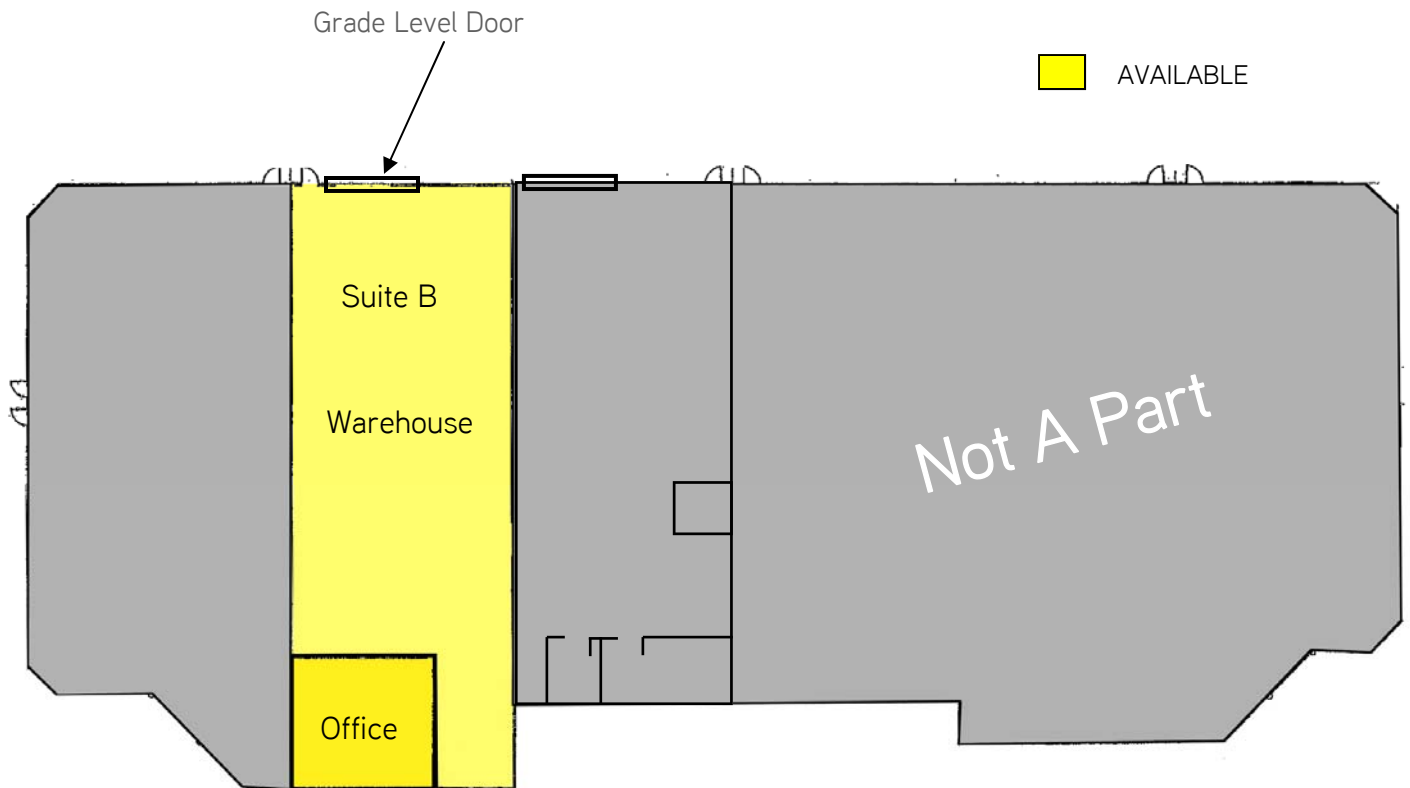 Grade Level Door
AVAILABLE
Suite B
Warehouse
Not A Part
Office